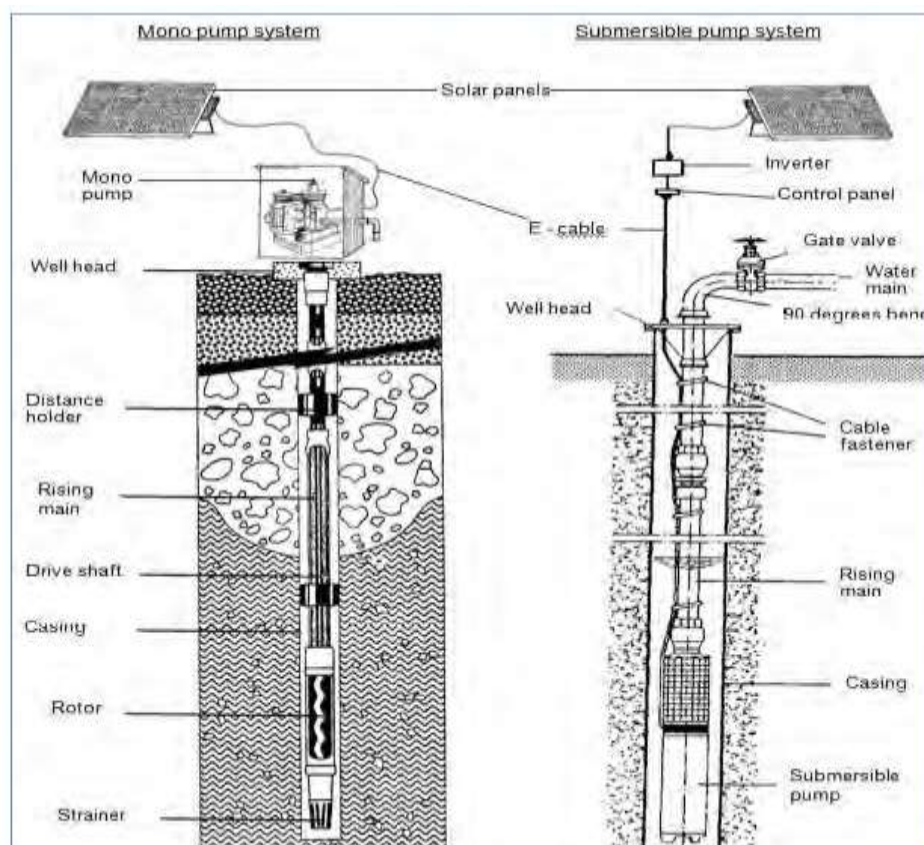 Mono pump system
Submersible pump system
Solar panels
Mono
pump
Inverter
Control panel
E - cable
Gate valve
Well head
Water
main
Well head
90 degrees bend
Distance
holder
Cable
fastener
Rising
main
Drive shaft
Rising
main
Casing
Casing
Rotor
Submersible
pump
Strainer